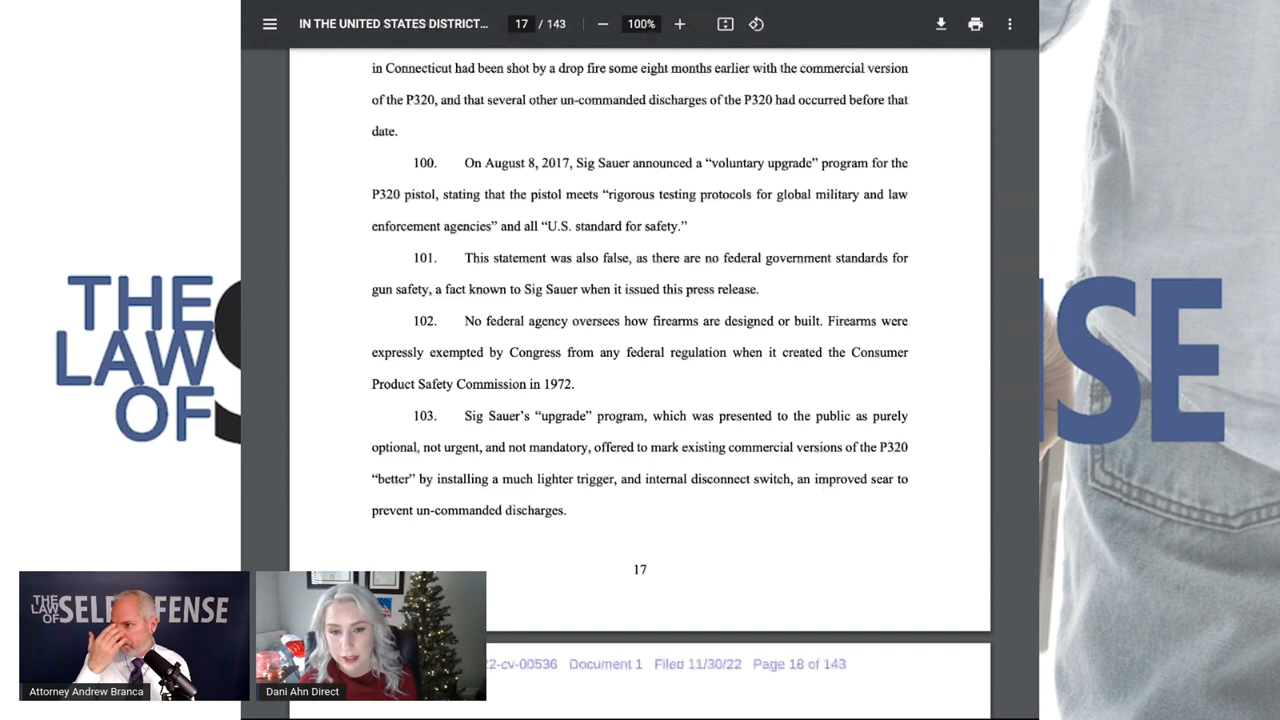 IN THE UNITED STATES DISTRICT... 17 / 143 − 100% +
in Connecticut had been shot by a drop fire some eight months earlier with the commercial version
of the P320, and that several other un-commanded discharges of the P320 had occurred before that
date.
100. On August 8, 2017, Sig Sauer announced a “voluntary upgrade” program for the
P320 pistol, stating that the pistol meets “rigorous testing protocols for global military and law
enforcement agencies” and all “U.S. standard for safety.”
101. This statement was also false, as there are no federal government standards for
gun safety, a fact known to Sig Sauer when it issued this press release.
102. No federal agency oversees how firearms are designed or built. Firearms were
expressly exempted by Congress from any federal regulation when it created the Consumer
Product Safety Commission in 1972.
103. Sig Sauer’s “upgrade” program, which was presented to the public as purely
optional, not urgent, and not mandatory, offered to mark existing commercial versions of the P320
“better” by installing a much lighter trigger, and internal disconnect switch, an improved sear to
prevent un-commanded discharges.
17
2-cv-00536 Document 1 Filed 11/30/22 Page 18 of 143
THE
LAW
OF
S
NSE
THE
LAW
OF SELF
FENSE
Attorney Andrew Branca
Dani Ahn Direct